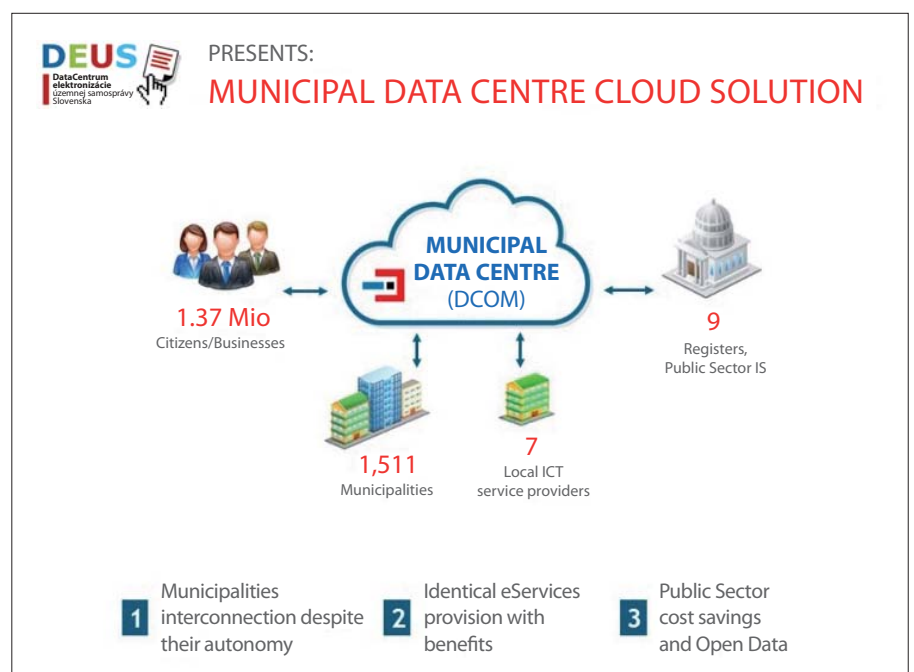 DEUS
DataCentrum
elektronizácie
územnej samosprávy
Slovenska
PRESENTS:
MUNICIPAL DATA CENTRE CLOUD SOLUTION
MUNICIPAL
DATA CENTRE
(DCOM)
1.37 Mio
Citizens/Businesses
9
Registers,
Public Sector IS
1,511
Municipalities
7
Local ICT
service providers
1
Municipalities
interconnection despite
their autonomy
2
Identical eServices
provision with
benefits
3
Public Sector
cost savings
and Open Data